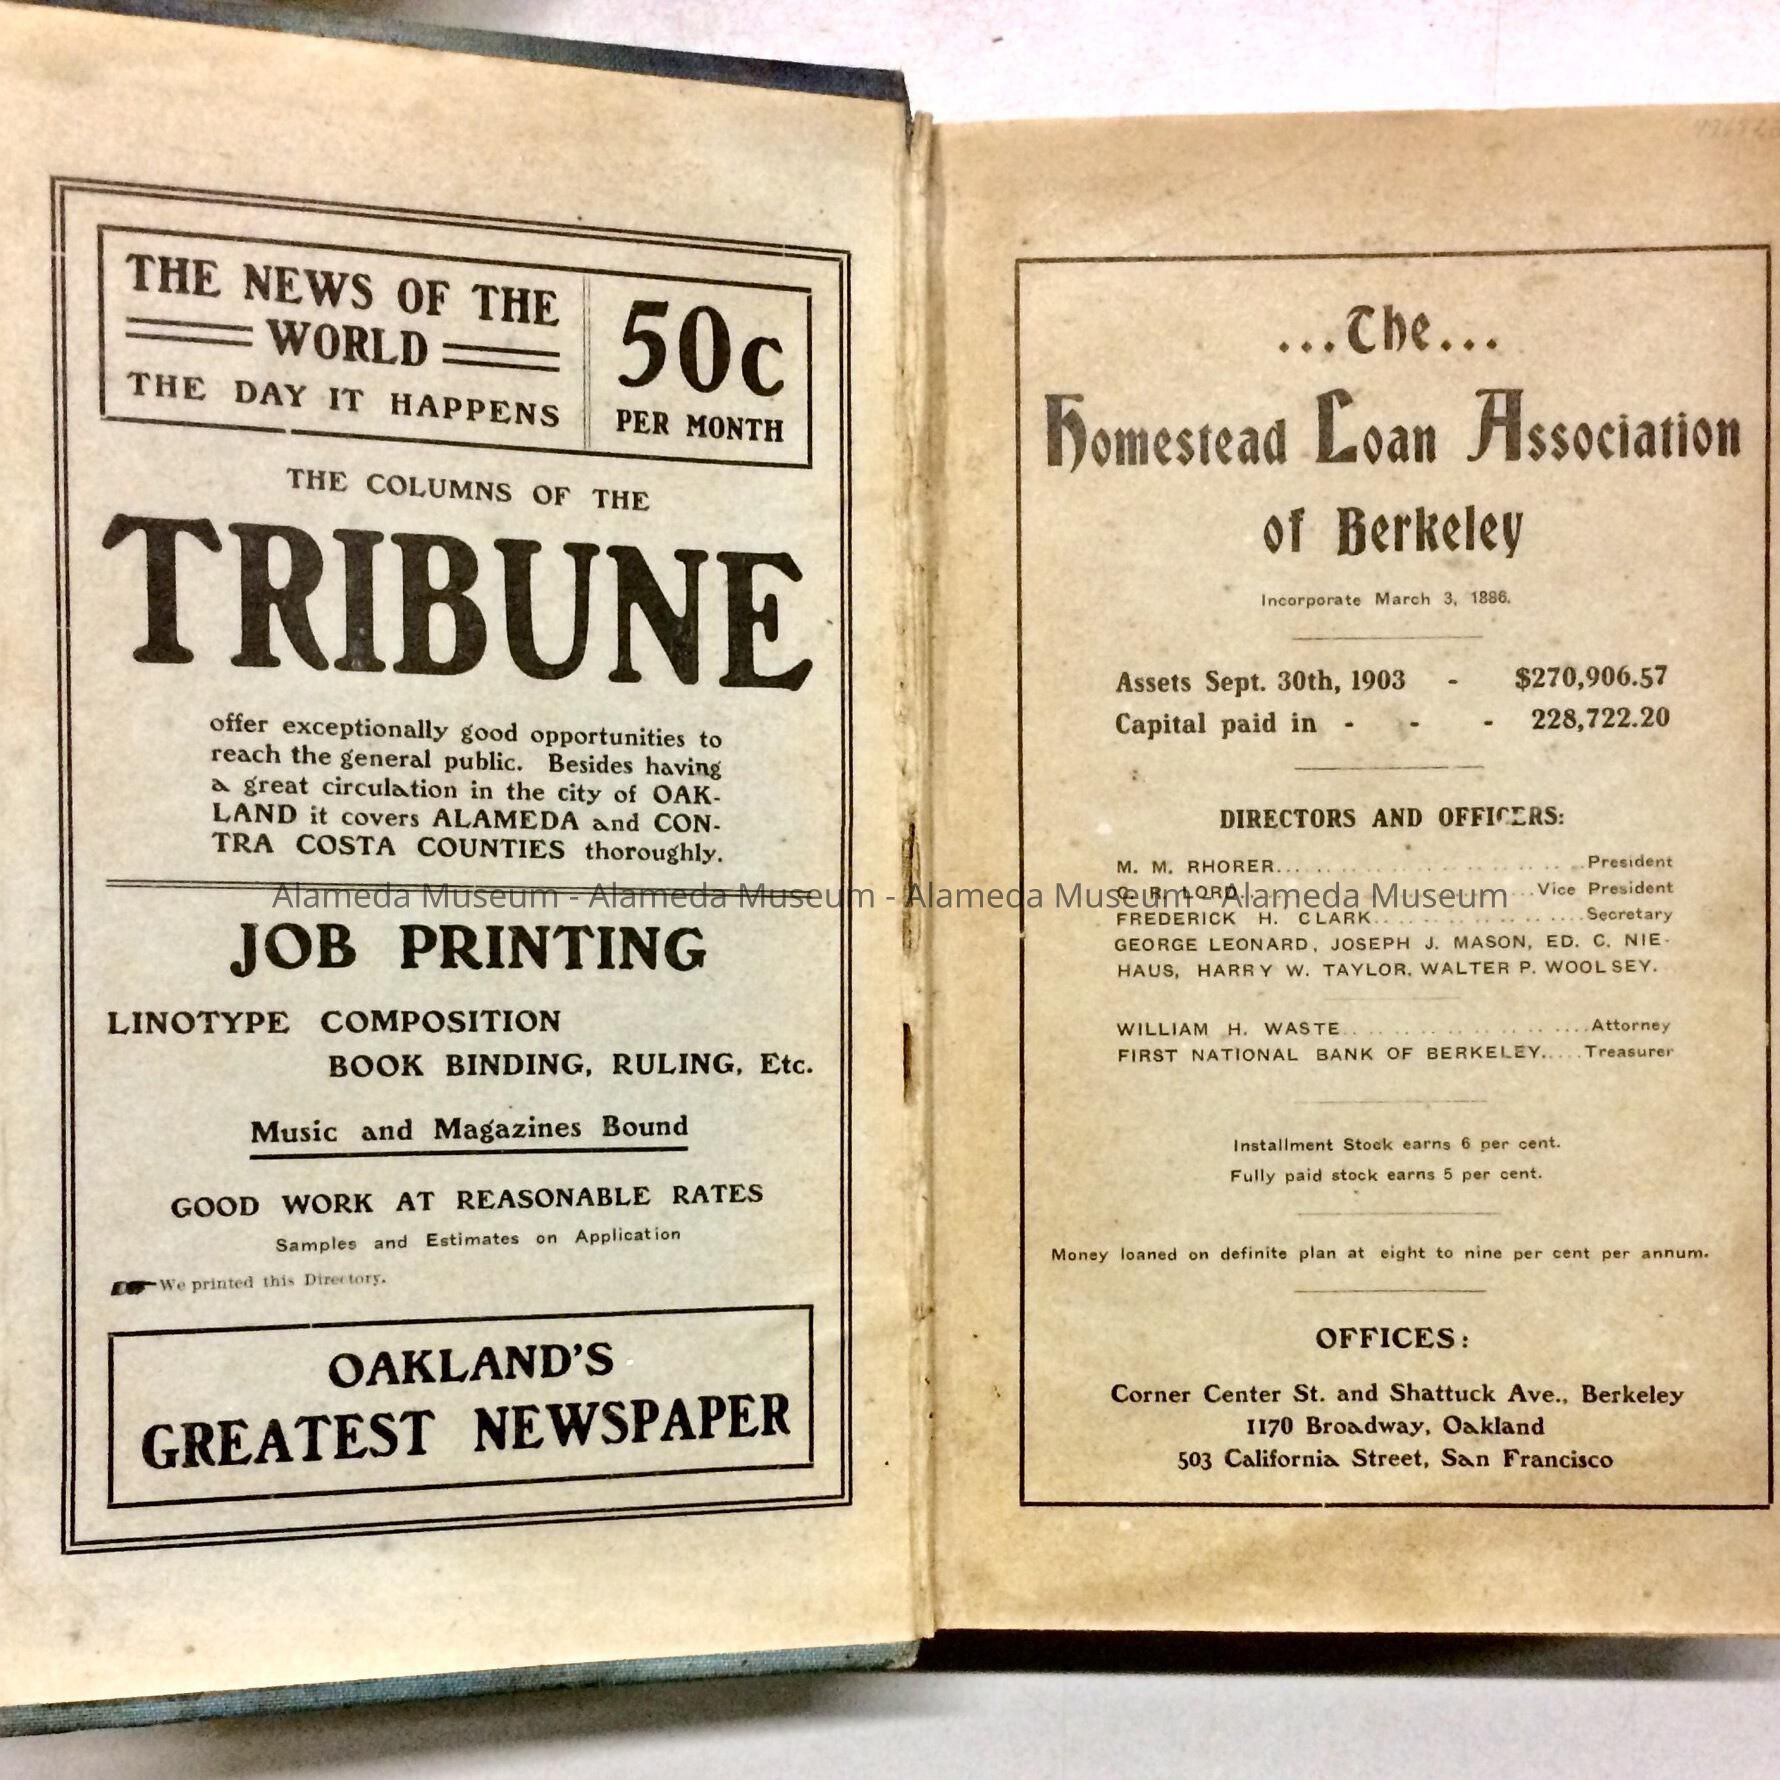 THE NEWS OF THE
WORLD
THE DAY IT HAPPENS
50c
PER MONTH
THE COLUMNS OF THE
TRIBUNE
offer exceptionally good opportunities to
reach the general public. Besides having
a great circulation in the city of OAK-
LAND it covers ALAMEDA and CON-
TRA COSTA COUNTIES thoroughly.
JOB PRINTING
LINOTYPE COMPOSITION
BOOK BINDING, RULING, Etc.
Music and Magazines Bound
GOOD WORK AT REASONABLE RATES
Samples and Estimates on Application
We printed this Directory.
OAKLAND'S
GREATEST NEWSPAPER
...The...
Homestead Loan Association
of Berkeley
Incorporate March 3, 1886.
Assets Sept. 30th, 1903 - $270,906.57
Capital paid in - - - 228,722.20
DIRECTORS AND OFFICERS:
M. M. RHORER... President
C. R. LORD... Vice President
FREDERICK H. CLARK... Secretary
GEORGE LEONARD, JOSEPH J. MASON, ED. C. NIE-
HAUS, HARRY W. TAYLOR, WALTER P. WOOLSEY.
WILLIAM H. WASTE... Attorney
FIRST NATIONAL BANK OF BERKELEY... Treasurer
Installment Stock earns 6 per cent.
Fully paid stock earns 5 per cent.
Money loaned on definite plan at eight to nine per cent per annum.
OFFICES:
Corner Center St. and Shattuck Ave., Berkeley
1170 Broadway, Oakland
503 California Street, San Francisco
Alameda Museum - Alameda Museum - Alameda Museum - Alameda Museum